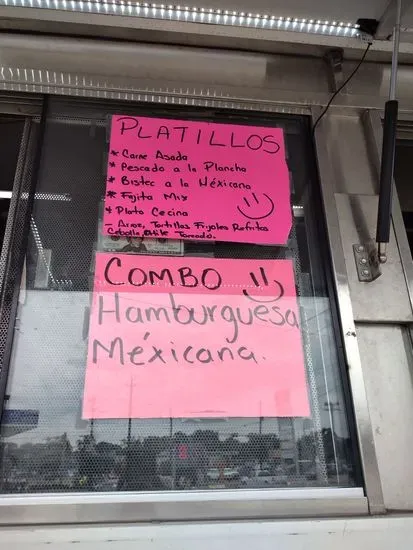 PLATILLOS
* Carne Asada
* Pescado a la Plancha
* Bistec a la Méxicana
* Fajita Mix
* Plato Cecina
- Arroz, Tortillas Frijoles Refritos
Cebolla, Chile Toreado.
COMBO
Hamburguesa
Méxicana.